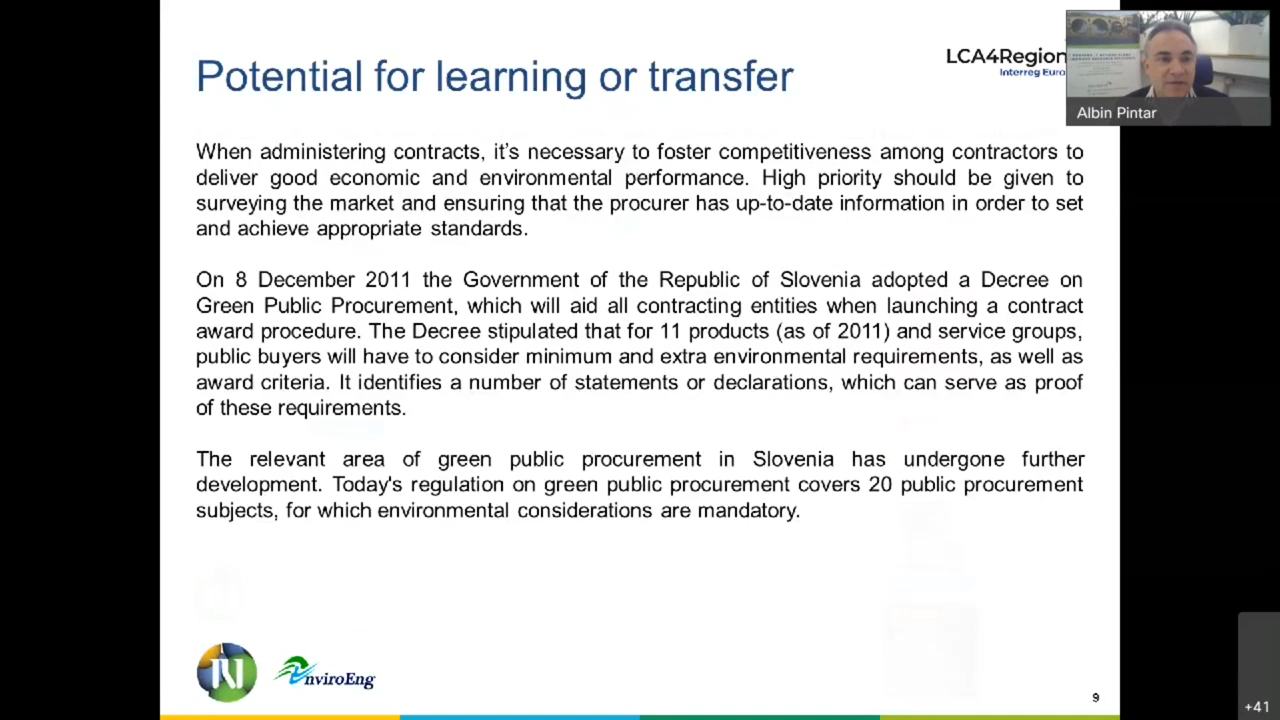 Potential for learning or transfer
LCA4Region
Interreg Euro
Albin Pintar
When administering contracts, it's necessary to foster competitiveness among contractors to
deliver good economic and environmental performance. High priority should be given to
surveying the market and ensuring that the procurer has up-to-date information in order to set
and achieve appropriate standards.
On 8 December 2011 the Government of the Republic of Slovenia adopted a Decree on
Green Public Procurement, which will aid all contracting entities when launching a contract
award procedure. The Decree stipulated that for 11 products (as of 2011) and service groups,
public buyers will have to consider minimum and extra environmental requirements, as well as
award criteria. It identifies a number of statements or declarations, which can serve as proof
of these requirements.
The relevant area of green public procurement in Slovenia has undergone further
development. Today's regulation on green public procurement covers 20 public procurement
subjects, for which environmental considerations are mandatory.
nviroEng
9
+41